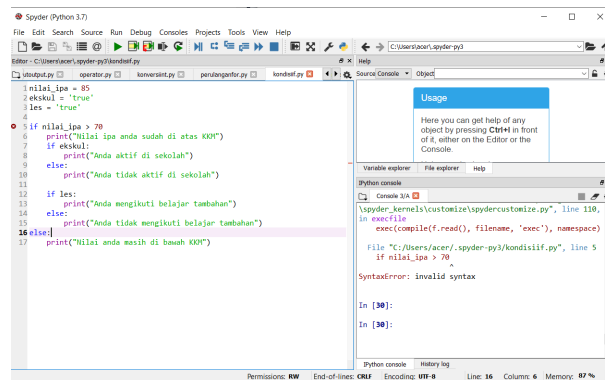 Spyder (Python 3.7)
File Edit Search Source Run Debug Consoles Projects Tools View Help
C:\Users\acer\.spyder-py3
Editor - C:\Users\acer\.spyder-py3\kondisiif.py
utoutput.py operator.py konversint.py perulanganfor.py kondisiif.py
1 nilai_ipa = 85
2 ekskul = 'true'
3 les = 'true'
4
5 if nilai_ipa > 70
6 print("Nilai ipa anda sudah di atas KKM")
7 if ekskul:
8 print("Anda aktif di sekolah")
9 else:
10 print("Anda tidak aktif di sekolah")
11
12 if les:
13 print("Anda mengikuti belajar tambahan")
14 else:
15 print("Anda tidak mengikuti belajar tambahan")
16 else:
17 print("Nilai anda masih di bawah KKM")
Help
Source Console Object
Usage
Here you can get help of any
object by pressing Ctrl+I in front
of it, either on the Editor or the
Console.
Variable explorer File explorer Help
IPython console
Console 3/A
\spyder_kernels\customize\spydercustomize.py", line 110,
in execfile
exec(compile(f.read(), filename, 'exec'), namespace)
File "C:/Users/acer/.spyder-py3/kondisiif.py", line 5
if nilai_ipa > 70
^
SyntaxError: invalid syntax
In [30]:
In [30]:
IPython console History log
Permissions: RW End-of-lines: CRLF Encoding: UTF-8 Line: 16 Column: 6 Memory: 87 %